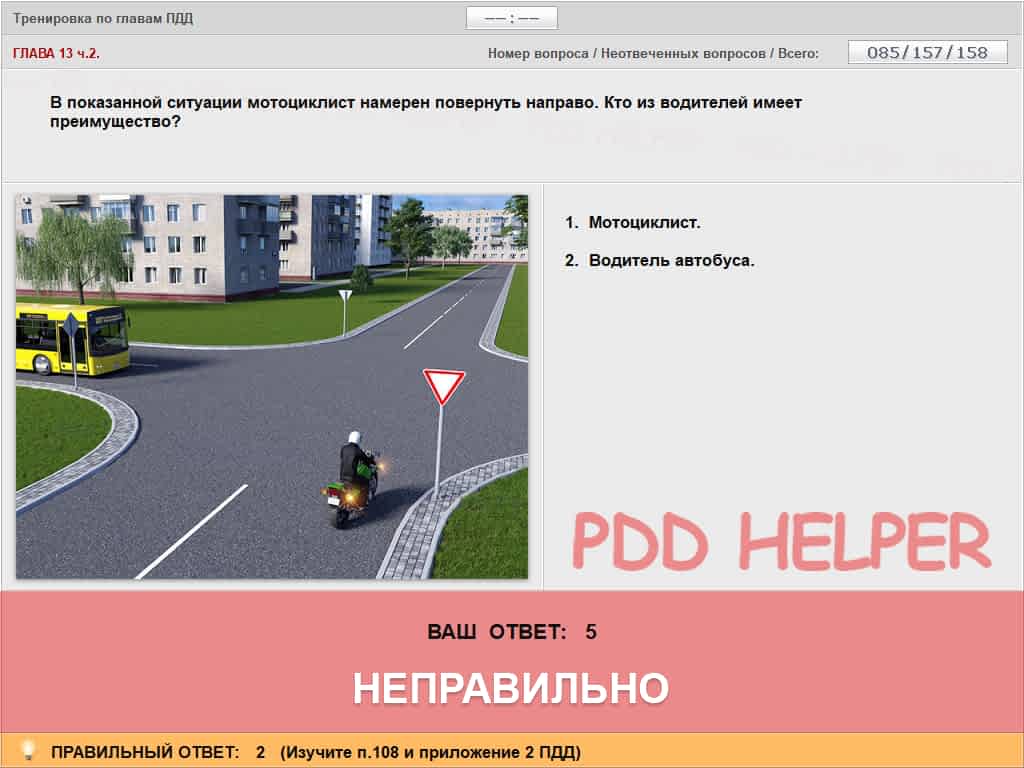 Тренировка по главам ПДД
–– : ––
ГЛАВА 13 ч.2.
Номер вопроса / Неотвеченных вопросов / Всего:
085/157/158
В показанной ситуации мотоциклист намерен повернуть направо. Кто из водителей имеет
преимущество?
1. Мотоциклист.
2. Водитель автобуса.
PDD HELPER
ВАШ ОТВЕТ: 5
НЕПРАВИЛЬНО
ПРАВИЛЬНЫЙ ОТВЕТ: 2 (Изучите п.108 и приложение 2 ПДД)